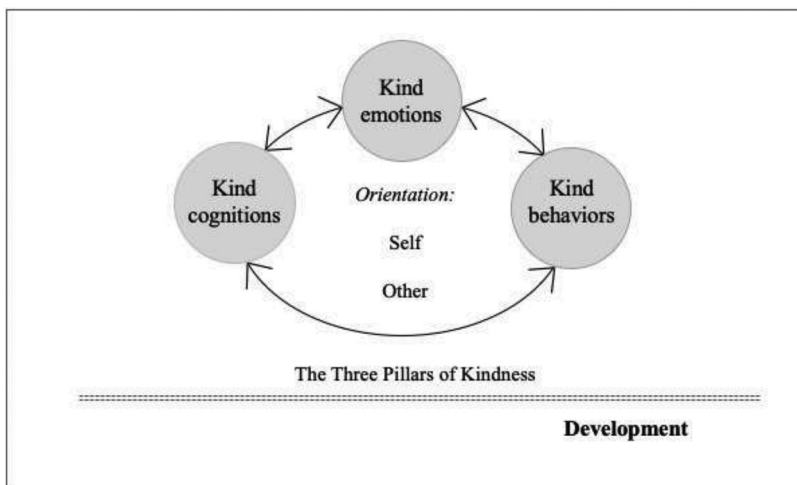 Kind
emotions
Kind
cognitions
Orientation:
Self
Other
Kind
behaviors
The Three Pillars of Kindness
Development